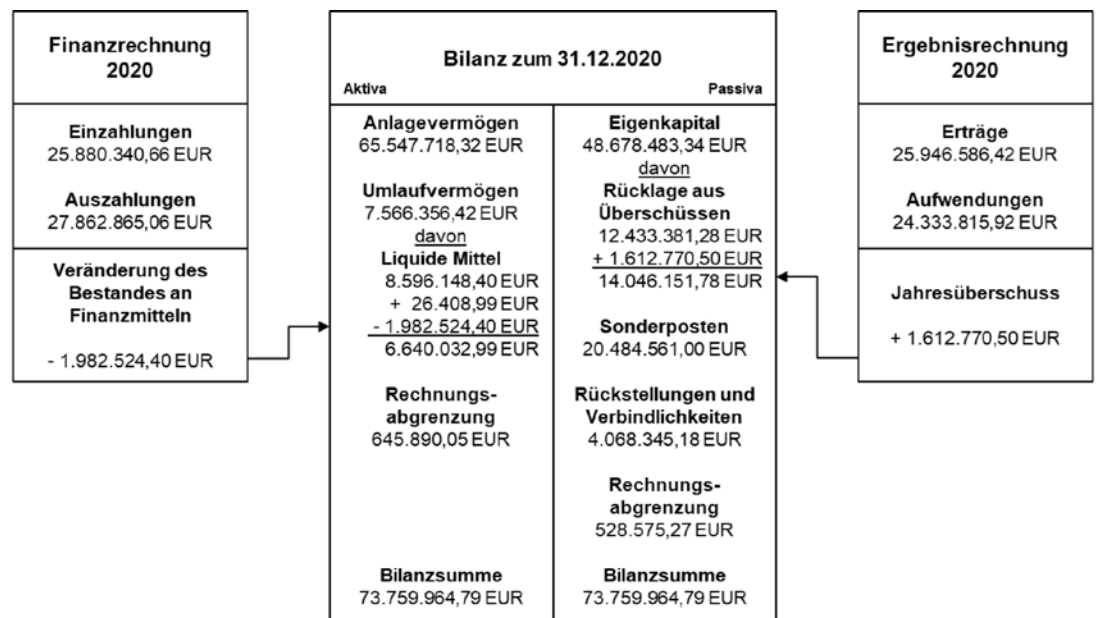 Finanzrechnung
2020
Einzahlungen
25.880.340,66 EUR
Auszahlungen
27.862.865,06 EUR
Veränderung des
Bestandes an
Finanzmitteln
- 1.982.524,40 EUR
Bilanz zum 31.12.2020
Aktiva
Passiva
Anlagevermögen
65.547.718,32 EUR
Umlaufvermögen
7.566.356,42 EUR
davon
Liquide Mittel
8.596.148,40 EUR
+ 26.408,99 EUR
- 1.982.524,40 EUR
6.640.032,99 EUR
Rechnungs-
abgrenzung
645.890,05 EUR
Bilanzsumme
73.759.964,79 EUR
Eigenkapital
48.678.483,34 EUR
davon
Rücklage aus
Überschüssen
12.433.381,28 EUR
+ 1.612.770,50 EUR
14.046.151,78 EUR
Sonderposten
20.484.561,00 EUR
Rückstellungen und
Verbindlichkeiten
4.068.345,18 EUR
Rechnungs-
abgrenzung
528.575,27 EUR
Bilanzsumme
73.759.964,79 EUR
Ergebnisrechnung
2020
Erträge
25.946.586,42 EUR
Aufwendungen
24.333.815,92 EUR
Jahresüberschuss
+ 1.612.770,50 EUR